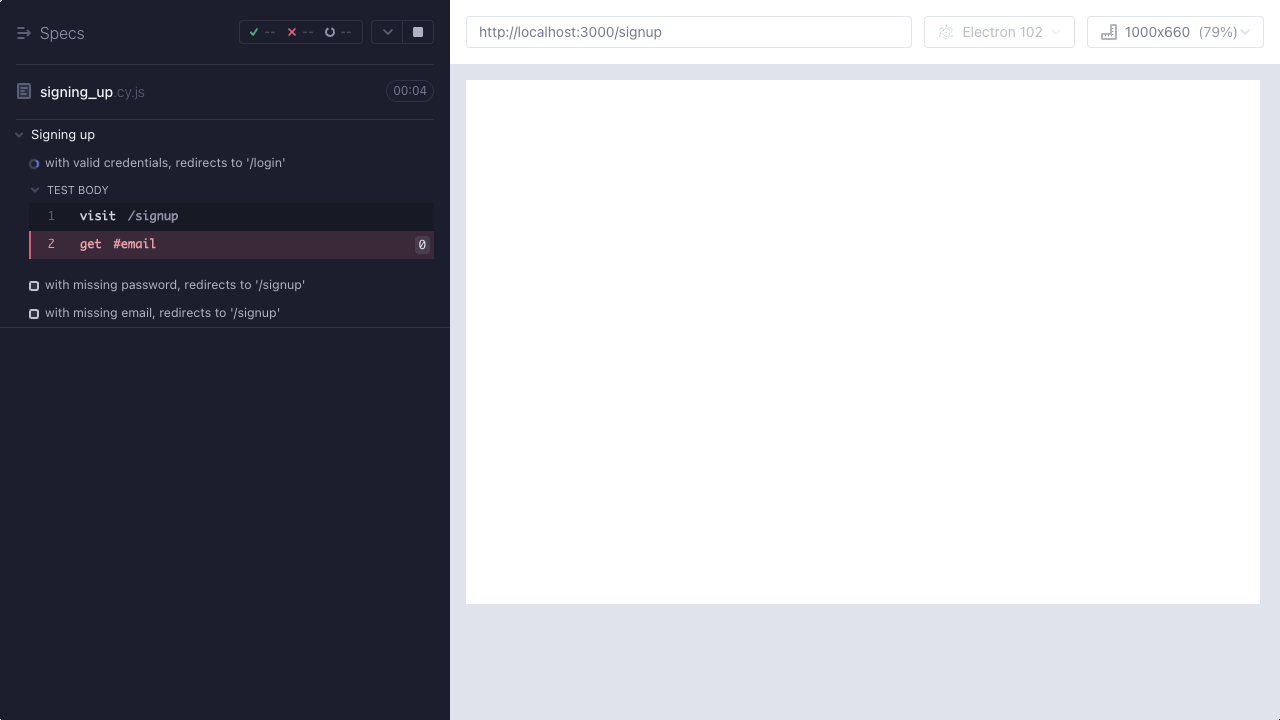 Specs
-- -- --
signing_up.cy.js 00:04
Signing up
with valid credentials, redirects to '/login'
TEST BODY
1 visit /signup
2 get #email 0
with missing password, redirects to '/signup'
with missing email, redirects to '/signup'
http://localhost:3000/signup
Electron 102
1000x660 (79%)